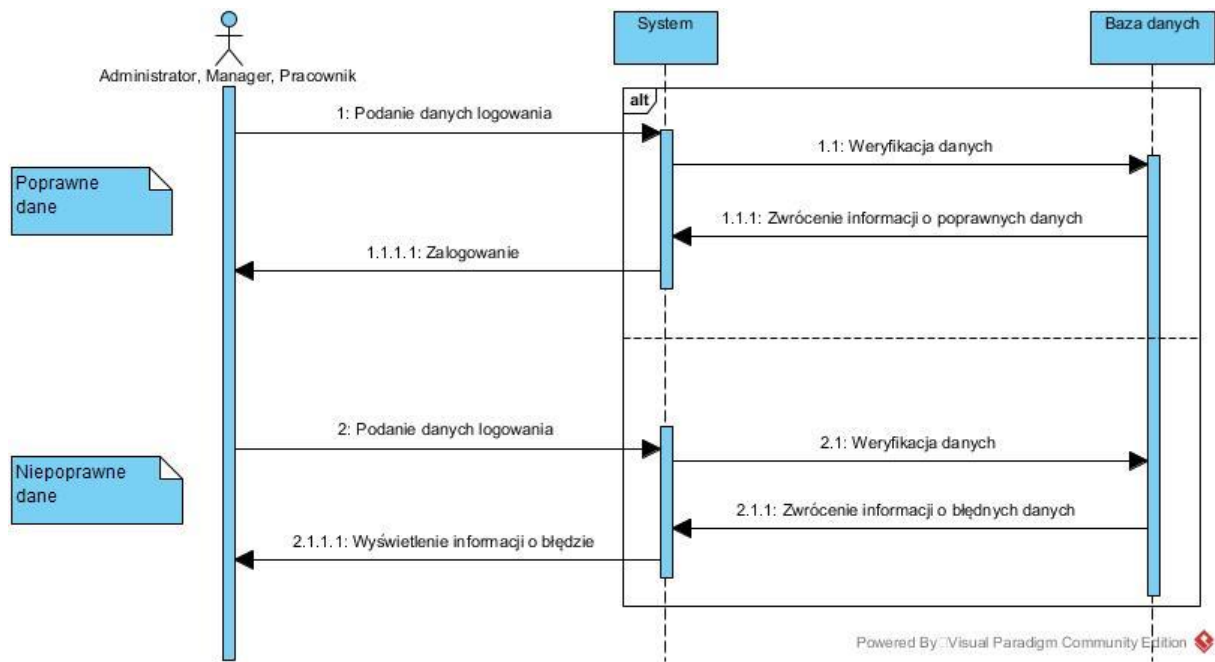 System
Baza danych
Administrator, Manager, Pracownik
alt
1: Podanie danych logowania
1.1: Weryfikacja danych
Poprawne
dane
1.1.1: Zwrócenie informacji o poprawnych danych
1.1.1.1: Zalogowanie
2: Podanie danych logowania
2.1: Weryfikacja danych
Niepoprawne
dane
2.1.1: Zwrócenie informacji o błędnych danych
2.1.1.1: Wyświetlenie informacji o błędzie
Powered By Visual Paradigm Community Edition